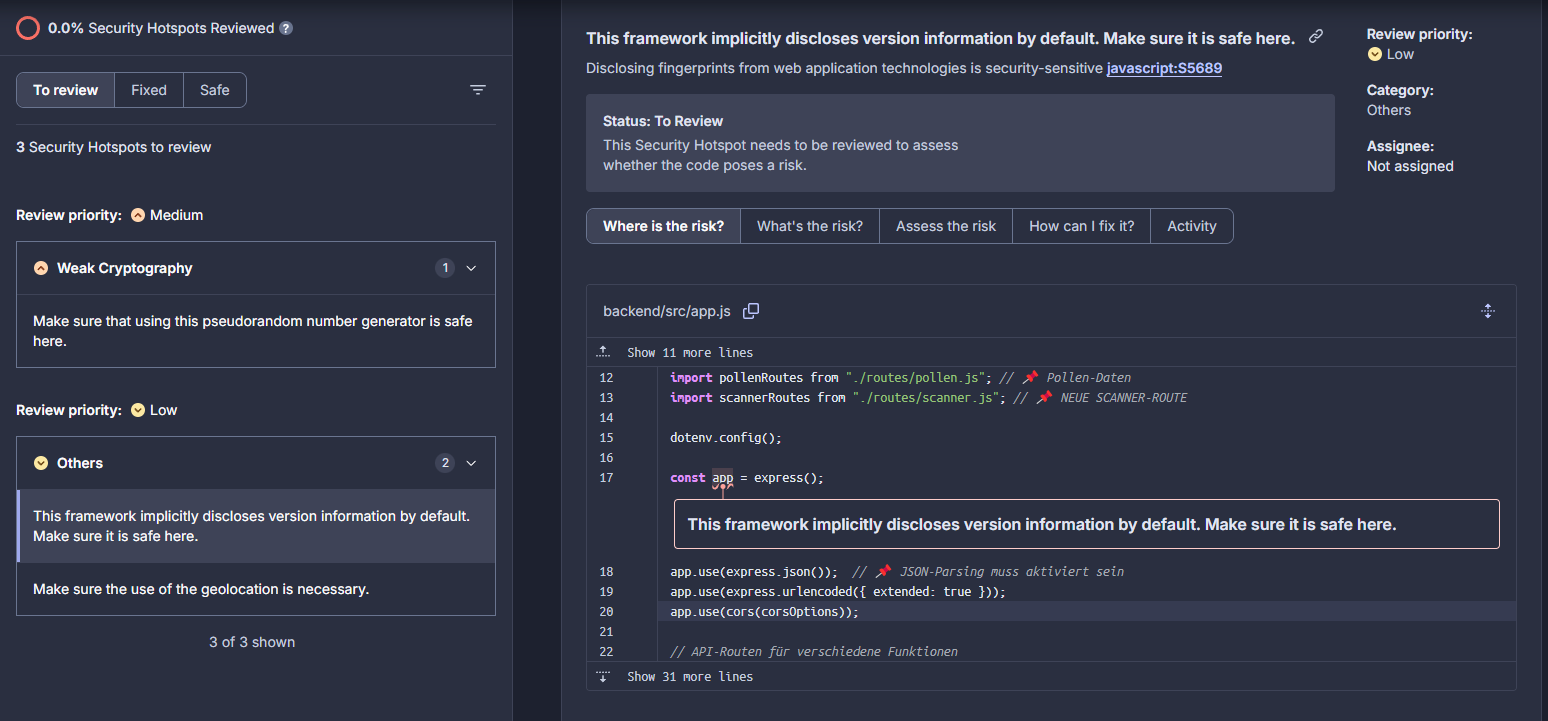 0.0% Security Hotspots Reviewed ?
To review Fixed Safe
3 Security Hotspots to review
Review priority: Medium
Weak Cryptography 1
Make sure that using this pseudorandom number generator is safe
here.
Review priority: Low
Others 2
This framework implicitly discloses version information by default.
Make sure it is safe here.
Make sure the use of the geolocation is necessary.
3 of 3 shown
This framework implicitly discloses version information by default. Make sure it is safe here.
Disclosing fingerprints from web application technologies is security-sensitive javascript:S5689
Status: To Review
This Security Hotspot needs to be reviewed to assess
whether the code poses a risk.
Review priority:
Low
Category:
Others
Assignee:
Not assigned
Where is the risk? What's the risk? Assess the risk How can I fix it? Activity
backend/src/app.js
Show 11 more lines
12 import pollenRoutes from "./routes/pollen.js"; // 📌 Pollen-Daten
13 import scannerRoutes from "./routes/scanner.js"; // 📌 NEUE SCANNER-ROUTE
14
15 dotenv.config();
16
17 const app = express();
This framework implicitly discloses version information by default. Make sure it is safe here.
18 app.use(express.json()); // 📌 JSON-Parsing muss aktiviert sein
19 app.use(express.urlencoded({ extended: true }));
20 app.use(cors(corsOptions));
21
22 // API-Routen für verschiedene Funktionen
Show 31 more lines